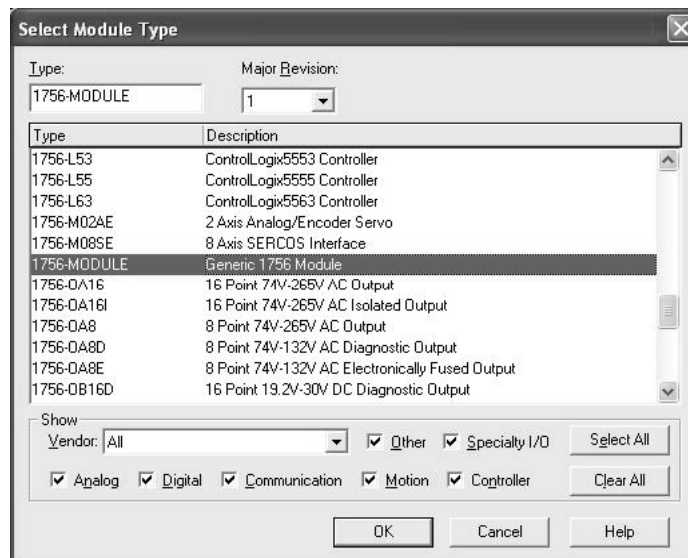 Select Module Type
Type:
Major Revision:
1756-MODULE
1
Type Description
1756-L53 ControlLogix5553 Controller
1756-L55 ControlLogix5555 Controller
1756-L63 ControlLogix5563 Controller
1756-M02AE 2 Axis Analog/Encoder Servo
1756-M08SE 8 Axis SERCOS Interface
1756-MODULE Generic 1756 Module
1756-OA16 16 Point 74V-265V AC Output
1756-OA16I 16 Point 74V-265V AC Isolated Output
1756-OA8 8 Point 74V-265V AC Output
1756-OA8D 8 Point 74V-132V AC Diagnostic Output
1756-OA8E 8 Point 74V-132V AC Electronically Fused Output
1756-OB16D 16 Point 19.2V-30V DC Diagnostic Output
Show
Vendor: All Other Specialty I/O Select All
Analog Digital Communication Motion Controller Clear All
OK Cancel Help